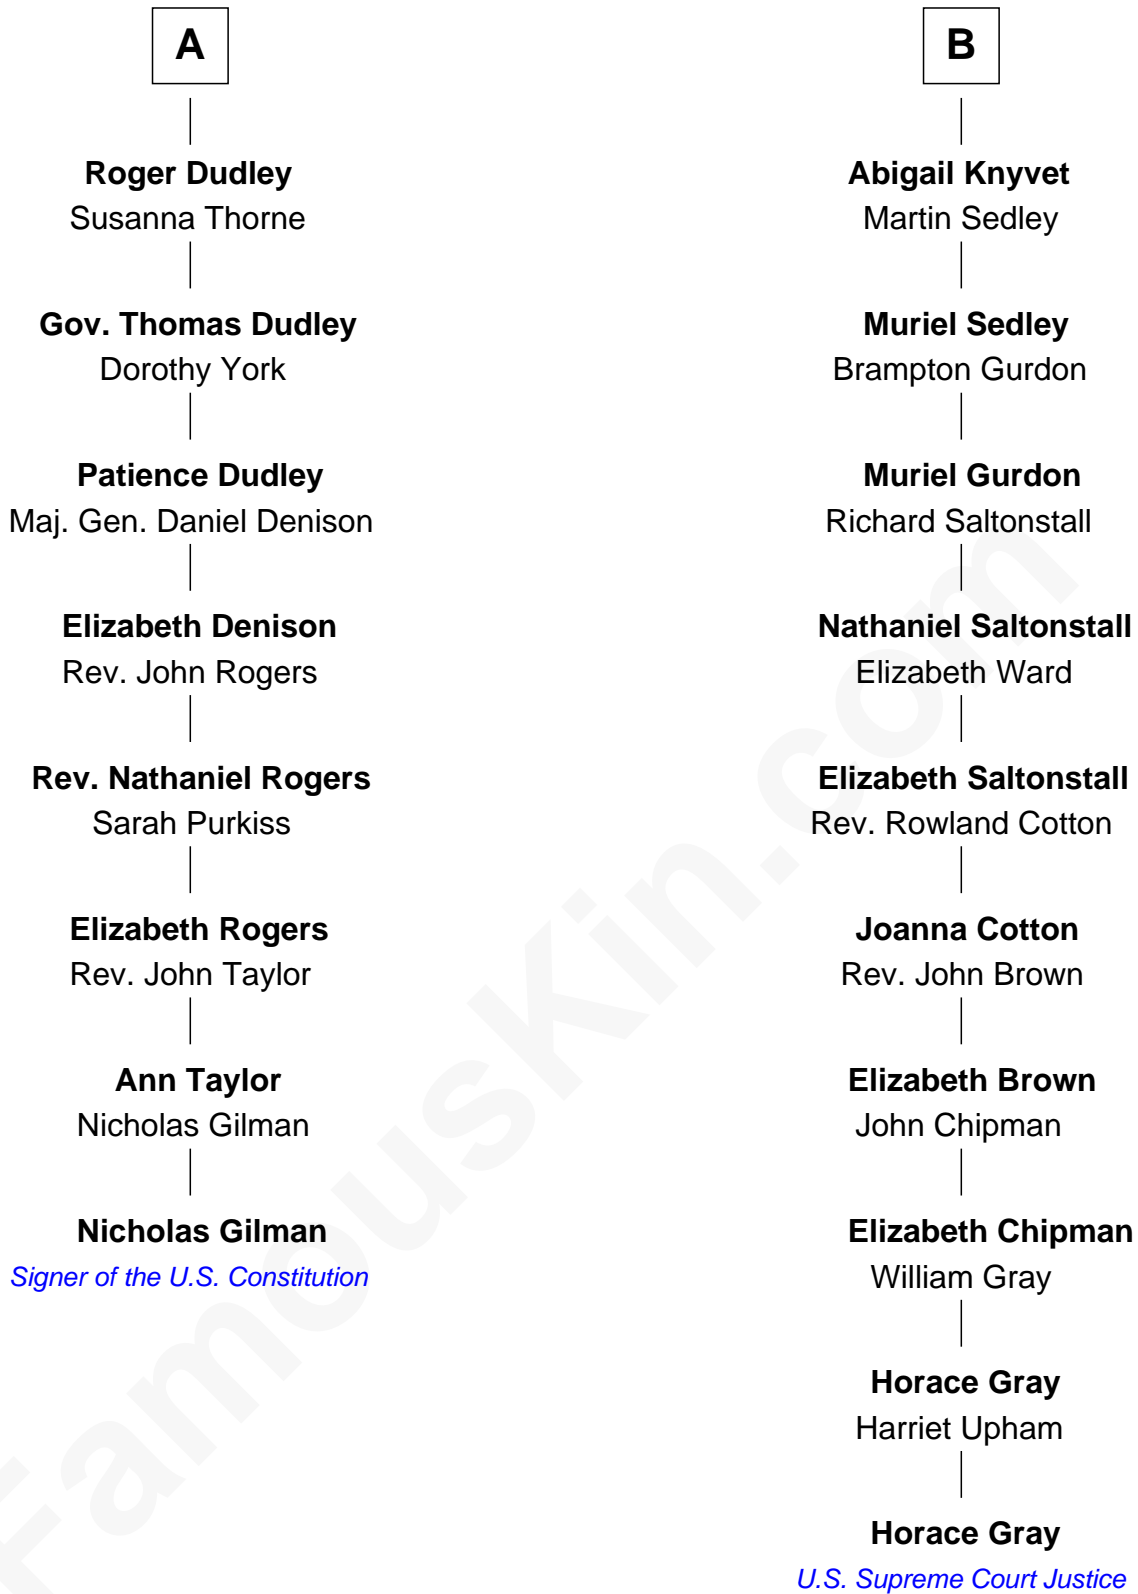 A
Roger Dudley
Susanna Thorne
Gov. Thomas Dudley
Dorothy York
Patience Dudley
Maj. Gen. Daniel Denison
Elizabeth Denison
Rev. John Rogers
Rev. Nathaniel Rogers
Sarah Purkiss
Elizabeth Rogers
Rev. John Taylor
Ann Taylor
Nicholas Gilman
Nicholas Gilman
Signer of the U.S. Constitution
B
Abigail Knyvet
Martin Sedley
Muriel Sedley
Brampton Gurdon
Muriel Gurdon
Richard Saltonstall
Nathaniel Saltonstall
Elizabeth Ward
Elizabeth Saltonstall
Rev. Rowland Cotton
Joanna Cotton
Rev. John Brown
Elizabeth Brown
John Chipman
Elizabeth Chipman
William Gray
Horace Gray
Harriet Upham
Horace Gray
U.S. Supreme Court Justice
FamousKin.com